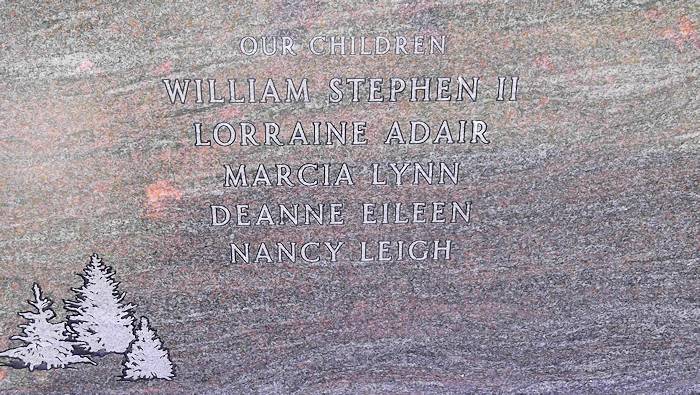 OUR CHILDREN
WILLIAM STEPHEN II
LORRAINE ADAIR
MARCIA LYNN
DEANNE EILEEN
NANCY LEIGH